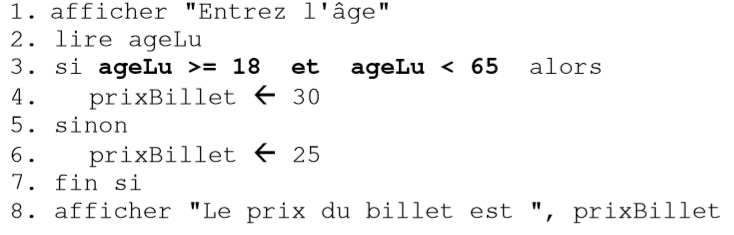 1. afficher "Entrez l'âge"
2. lire ageLu
3. si ageLu >= 18 et ageLu < 65 alors
4. prixBillet ← 30
5. sinon
6. prixBillet ← 25
7. fin si
8. afficher "Le prix du billet est ", prixBillet